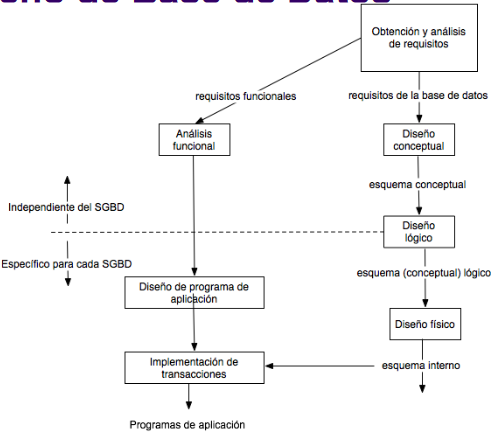 de Base de Datos
Obtención y análisis
de requisitos
requisitos funcionales
requisitos de la base de datos
Análisis
funcional
Diseño
conceptual
esquema conceptual
Independiente del SGBD
Diseño
lógico
Específico para cada SGBD
esquema (conceptual) lógico
Diseño de programa de
aplicación
Diseño físico
Implementación de
transacciones
esquema interno
Programas de aplicación